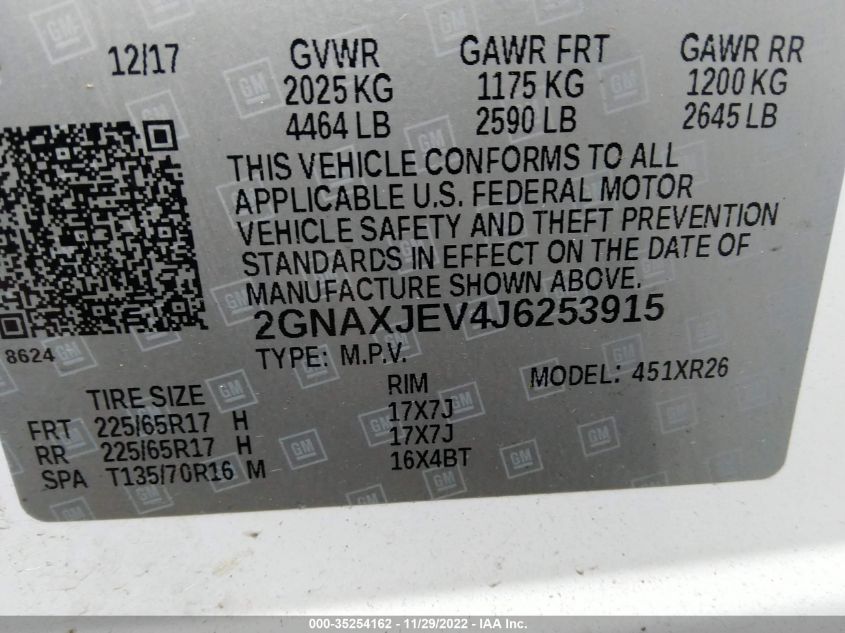 12/17 GVWR GAWR FRT GAWR RR
2025 KG 1175 KG 1200 KG
4464 LB 2590 LB 2645 LB
THIS VEHICLE CONFORMS TO ALL
APPLICABLE U.S. FEDERAL MOTOR
VEHICLE SAFETY AND THEFT PREVENTION
STANDARDS IN EFFECT ON THE DATE OF
MANUFACTURE SHOWN ABOVE.
2GNAXJEV4J6253915
8624 TYPE: M.P.V. MODEL: 451XR26
TIRE SIZE RIM
FRT 225/65R17 H 17X7J
RR 225/65R17 H 17X7J
SPA T135/70R16 M 16X4BT
000-35254162 - 11/29/2022 - IAAI.com